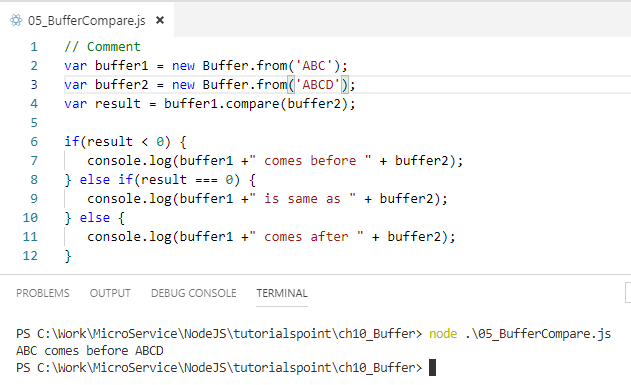 05_BufferCompare.js ×
1 // Comment
2 var buffer1 = new Buffer.from('ABC');
3 var buffer2 = new Buffer.from('ABCD');
4 var result = buffer1.compare(buffer2);
5
6 if(result < 0) {
7 console.log(buffer1 +" comes before " + buffer2);
8 } else if(result === 0) {
9 console.log(buffer1 +" is same as " + buffer2);
10 } else {
11 console.log(buffer1 +" comes after " + buffer2);
12 }
PROBLEMS OUTPUT DEBUG CONSOLE TERMINAL
PS C:\Work\MicroService\NodeJS\tutorialspoint\ch10_Buffer> node .\05_BufferCompare.js
ABC comes before ABCD
PS C:\Work\MicroService\NodeJS\tutorialspoint\ch10_Buffer>